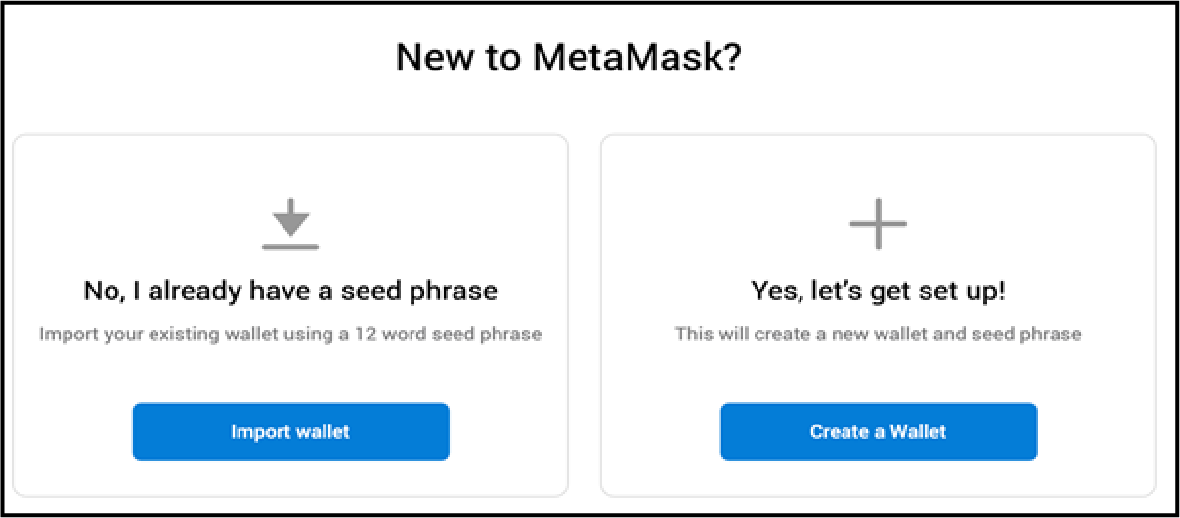 New to MetaMask?
No, I already have a seed phrase
Import your existing wallet using a 12 word seed phrase
Import wallet
Yes, let's get set up!
This will create a new wallet and seed phrase
Create a Wallet